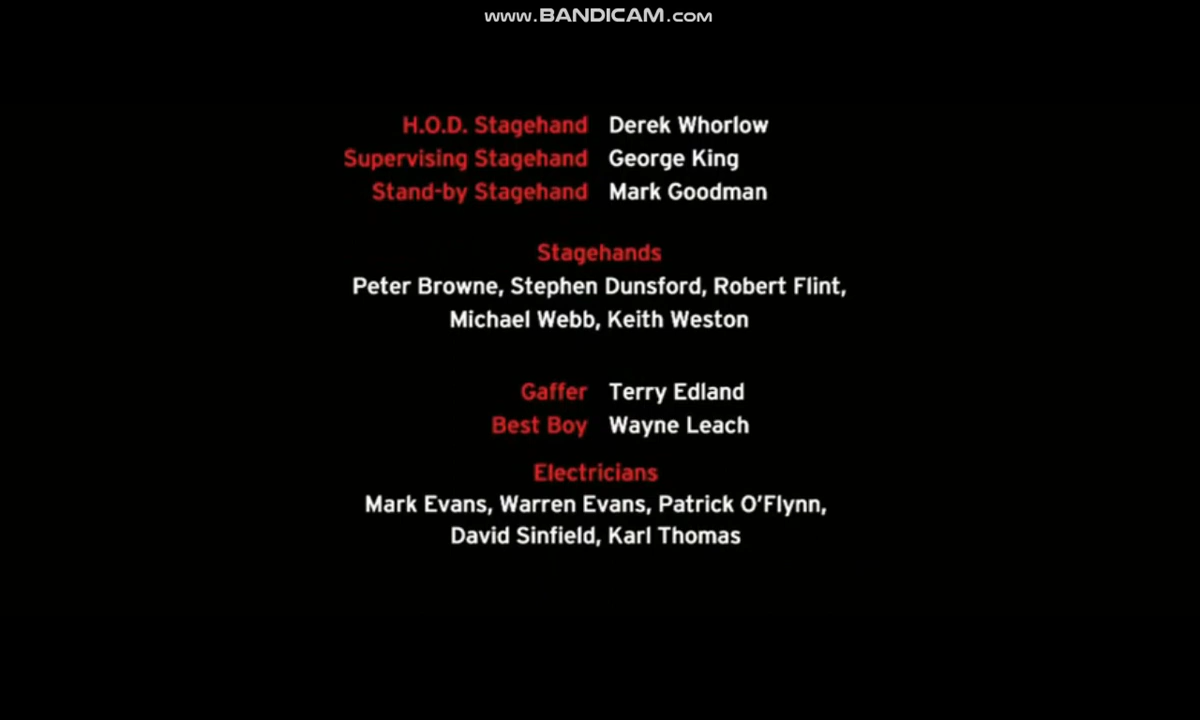 www.BANDICAM.com
H.O.D. Stagehand Derek Whorlow
Supervising Stagehand George King
Stand-by Stagehand Mark Goodman
Stagehands
Peter Browne, Stephen Dunsford, Robert Flint,
Michael Webb, Keith Weston
Gaffer Terry Edland
Best Boy Wayne Leach
Electricians
Mark Evans, Warren Evans, Patrick O'Flynn,
David Sinfield, Karl Thomas